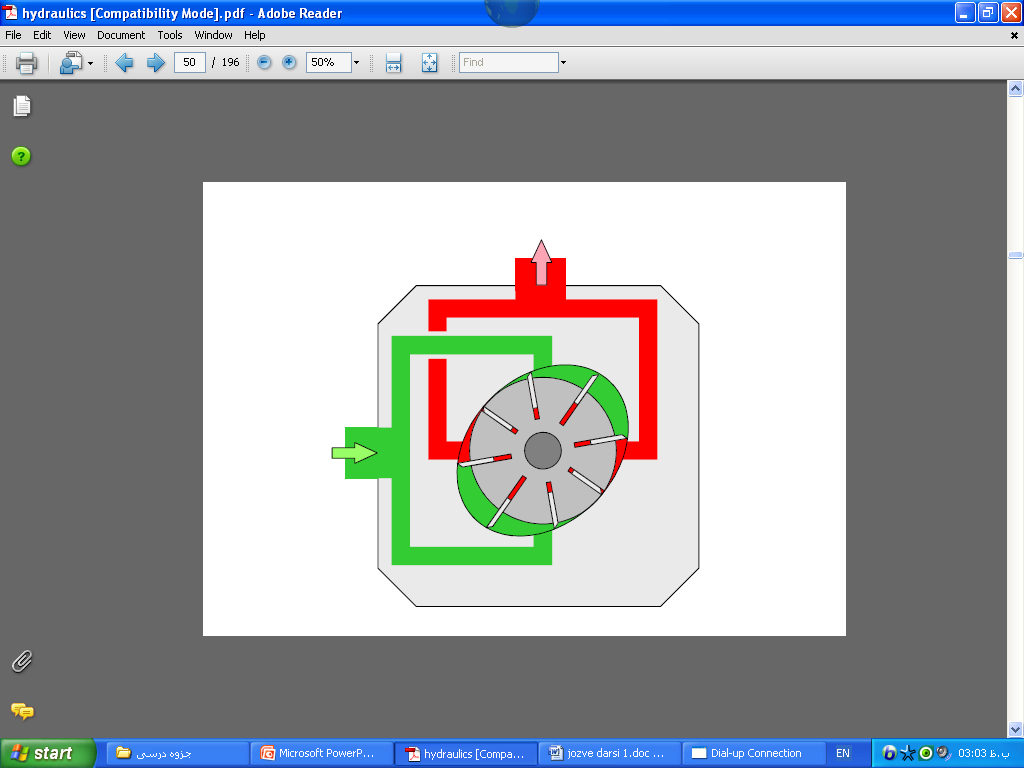 hydraulics [Compatibility Mode].pdf - Adobe Reader
File Edit View Document Tools Window Help
50 / 196 50% Find
start جزوه درسی Microsoft PowerP... hydraulics [Compa... jozve darsi 1.doc ... Dial-up Connection EN 03:03 ب.ظ